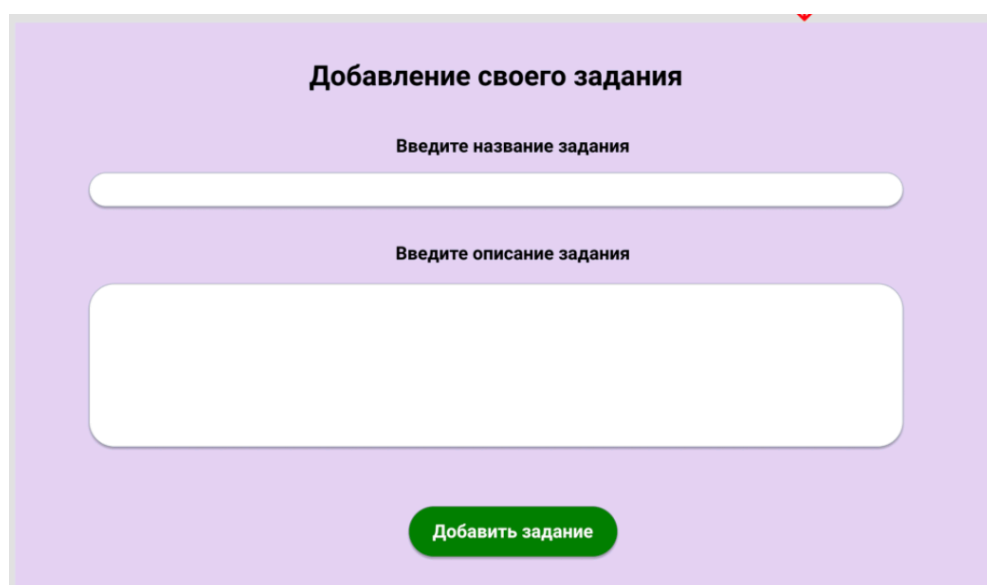 Добавление своего задания
Введите название задания
Введите описание задания
Добавить задание